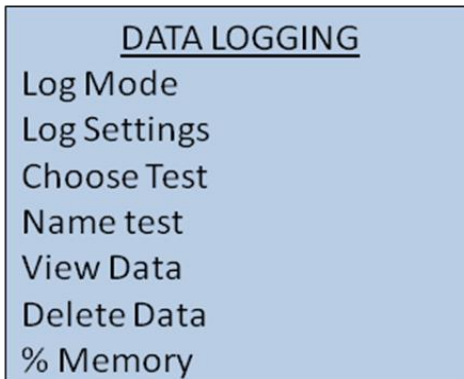 DATA LOGGING
Log Mode
Log Settings
Choose Test
Name test
View Data
Delete Data
% Memory